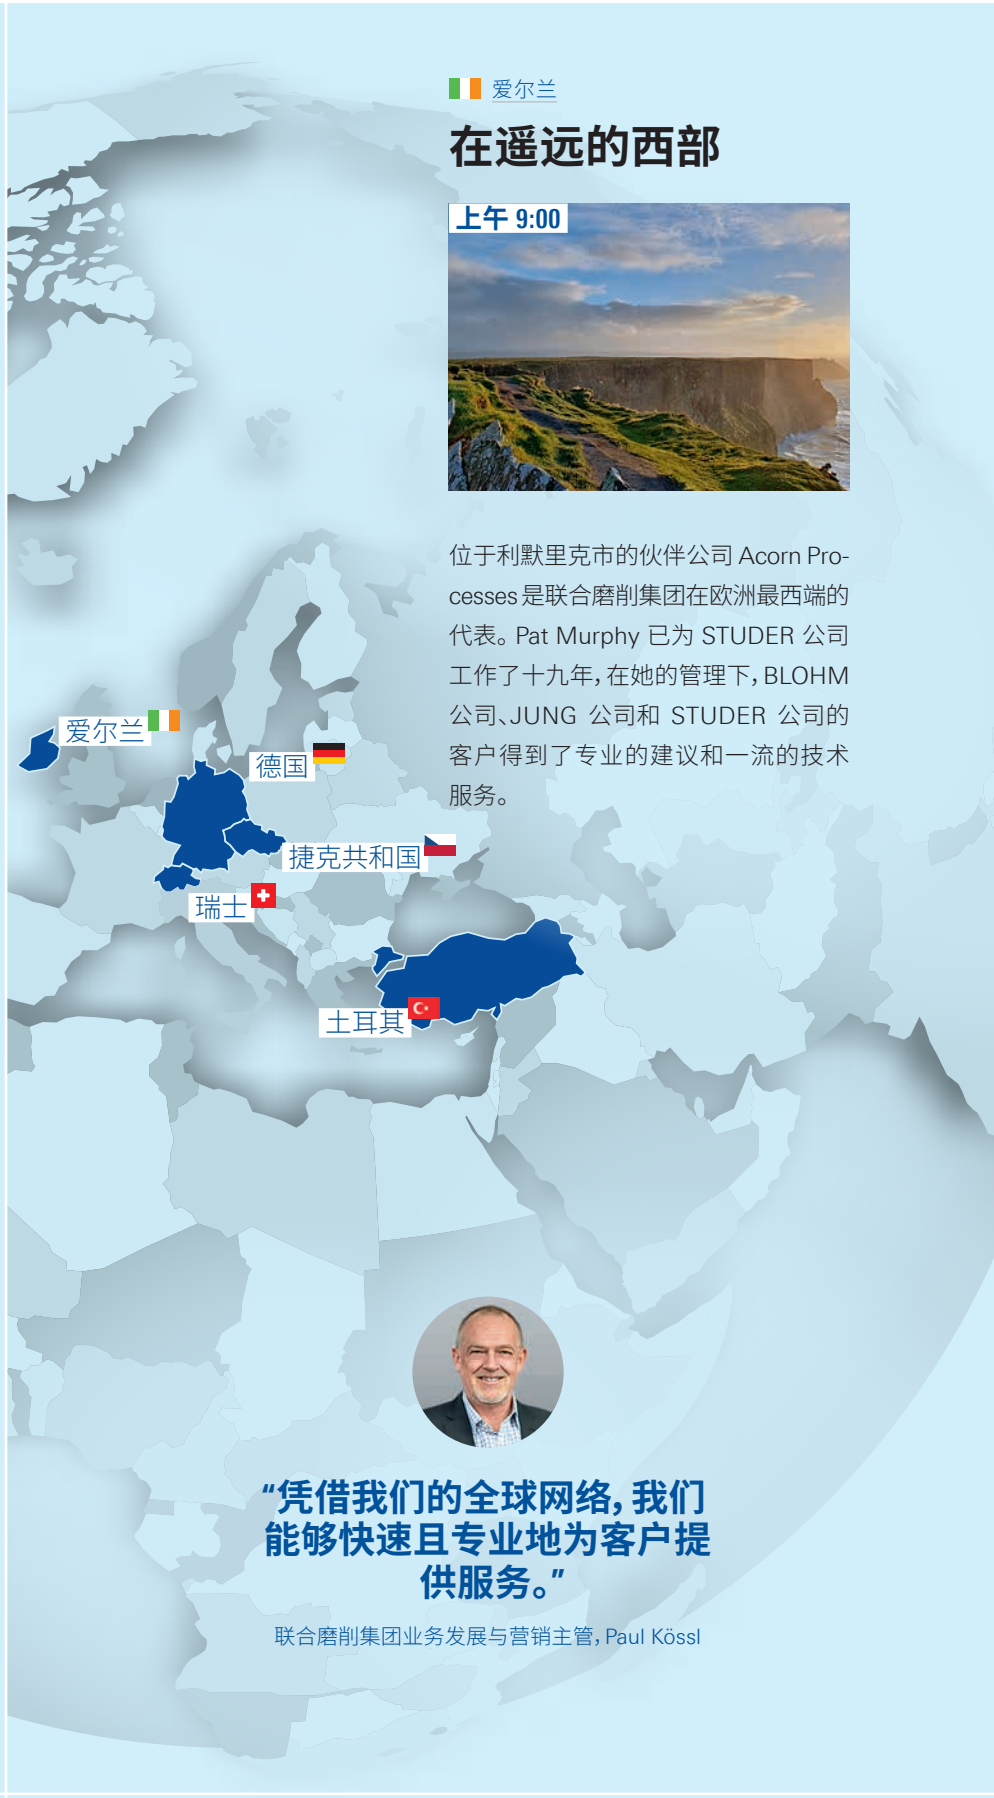 爱尔兰
在遥远的西部
上午 9:00
位于利默里克市的伙伴公司 Acorn Pro-
cesses 是联合磨削集团在欧洲最西端的
代表。Pat Murphy 已为 STUDER 公司
工作了十九年，在她的管理下，BLOHM
公司、JUNG 公司和 STUDER 公司的
客户得到了专业的建议和一流的技术
服务。
爱尔兰
德国
捷克共和国
瑞士
土耳其
“凭借我们的全球网络，我们
能够快速且专业地为客户提
供服务。”
联合磨削集团业务发展与营销主管，Paul Kössl